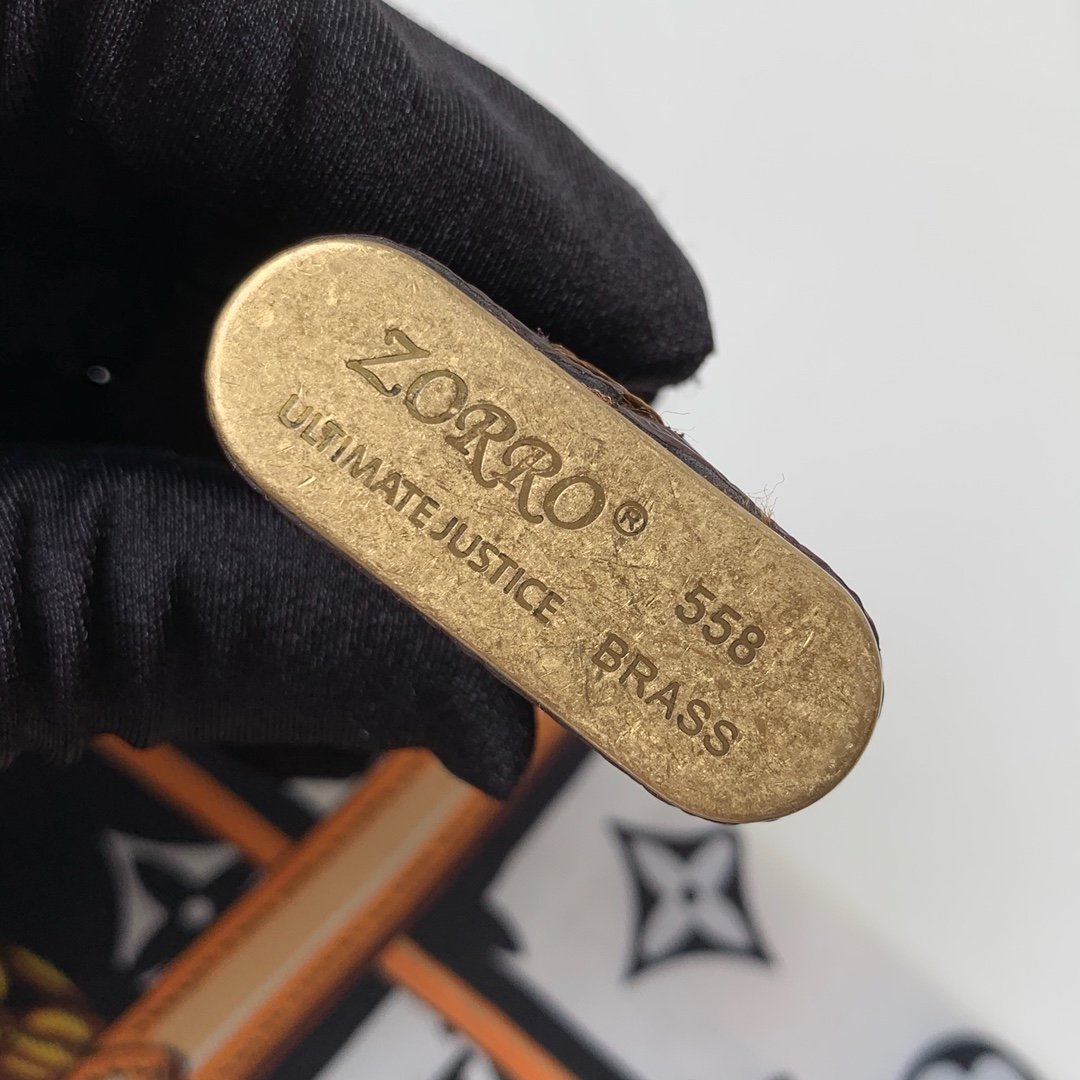 ZORRO®
ULTIMATE JUSTICE
558
BRASS